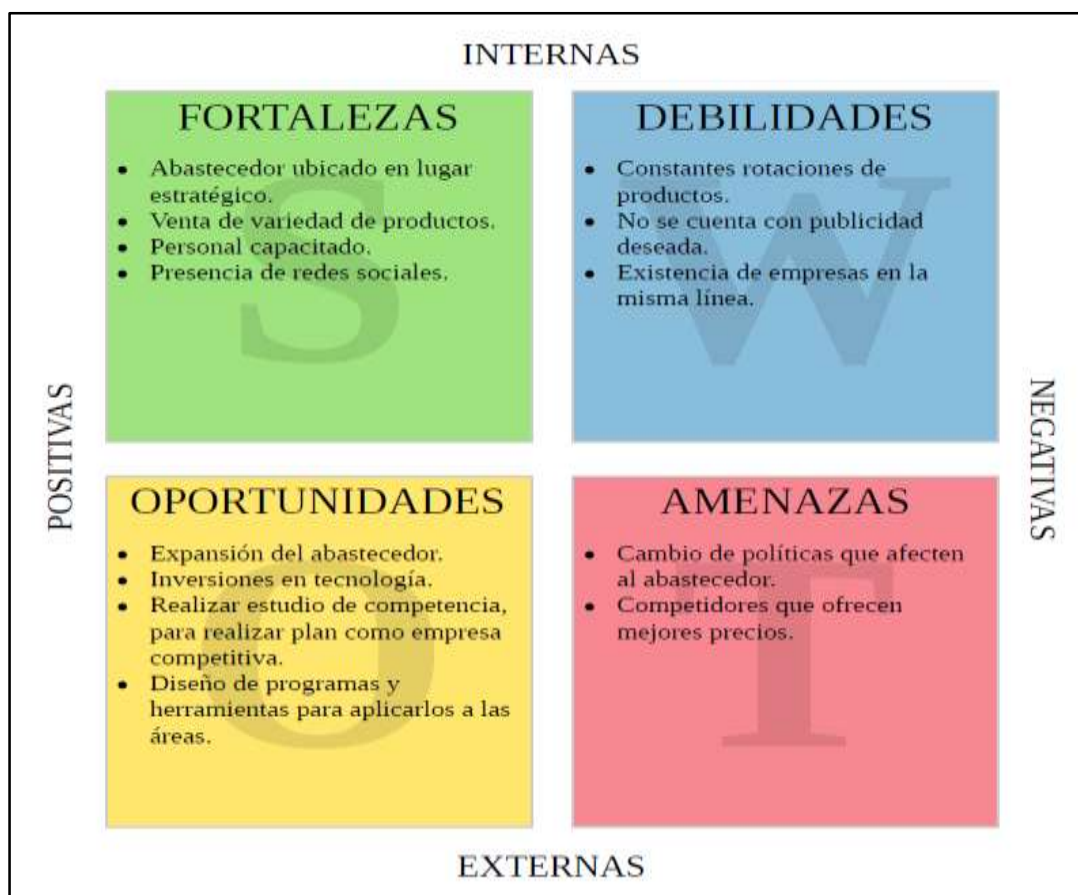 INTERNAS
FORTALEZAS
• Abastecedor ubicado en lugar
estratégico.
• Venta de variedad de productos.
• Personal capacitado.
• Presencia de redes sociales.
S
DEBILIDADES
• Constantes rotaciones de
productos.
• No se cuenta con publicidad
deseada.
• Existencia de empresas en la
misma línea.
W
POSITIVAS
NEGATIVAS
OPORTUNIDADES
• Expansión del abastecedor.
• Inversiones en tecnología.
• Realizar estudio de competencia,
para realizar plan como empresa
competitiva.
• Diseño de programas y
herramientas para aplicarlos a las
áreas.
O
AMENAZAS
• Cambio de políticas que afecten
al abastecedor.
• Competidores que ofrecen
mejores precios.
T
EXTERNAS